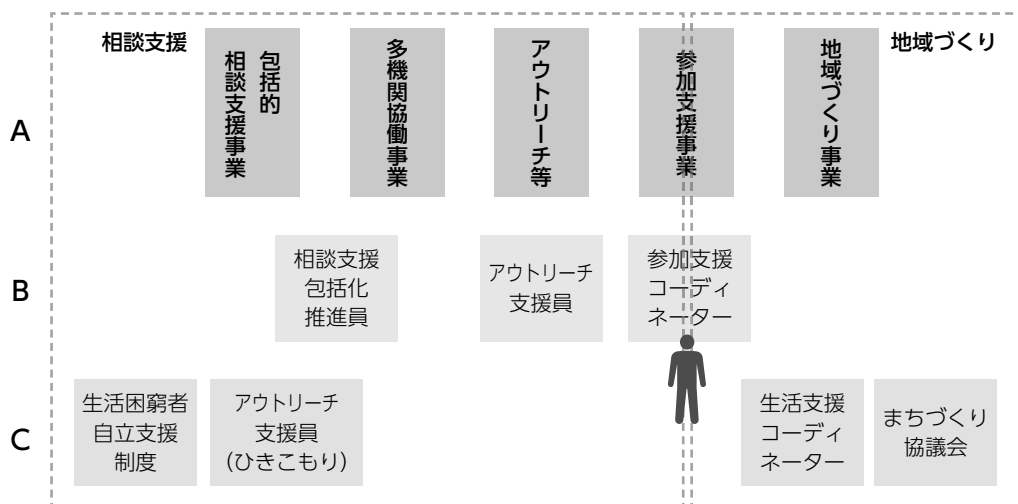 相談支援
地域づくり
A
包括的
相談支援事業
多機関協働事業
アウトリーチ等
参加支援事業
地域づくり事業
B
相談支援
包括化
推進員
アウトリーチ
支援員
参加支援
コーディ
ネーター
C
生活困窮者
自立支援
制度
アウトリーチ
支援員
(ひきこもり)
生活支援
コーディ
ネーター
まちづくり
協議会